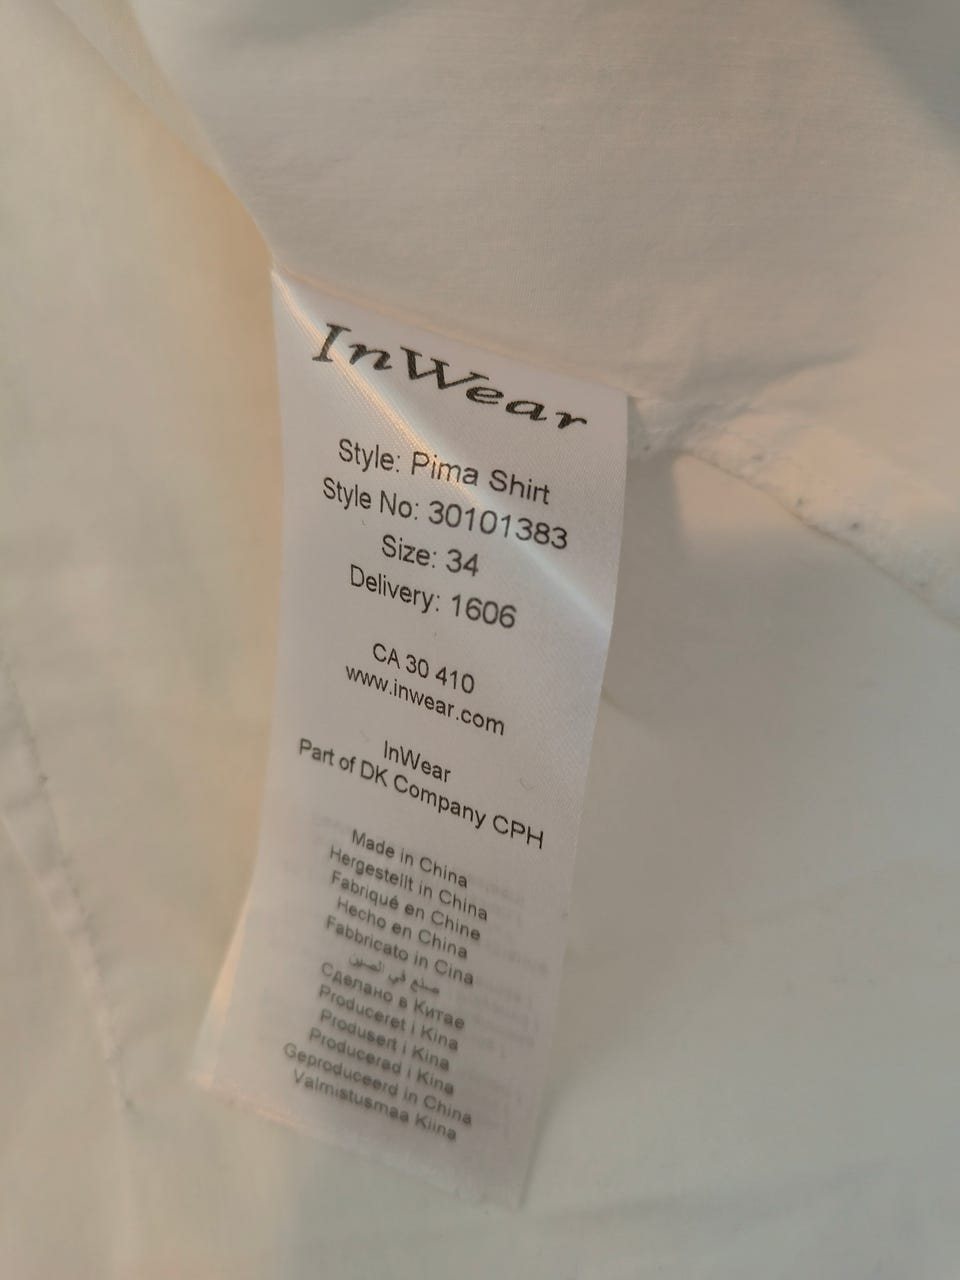 InWear
Style: Pima Shirt
Style No: 30101383
Size: 34
Delivery: 1606
CA 30 410
www.inwear.com
InWear
Part of DK Company CPH
Made in China
Hergestellt in China
Fabriqué en Chine
Hecho en China
Fabbricato in Cina
صنع في الصين
Сделано в Китае
Produceret i Kina
Produsert i Kina
Producerad i Kina
Geproduceerd in China
Valmistusmaa Kiina